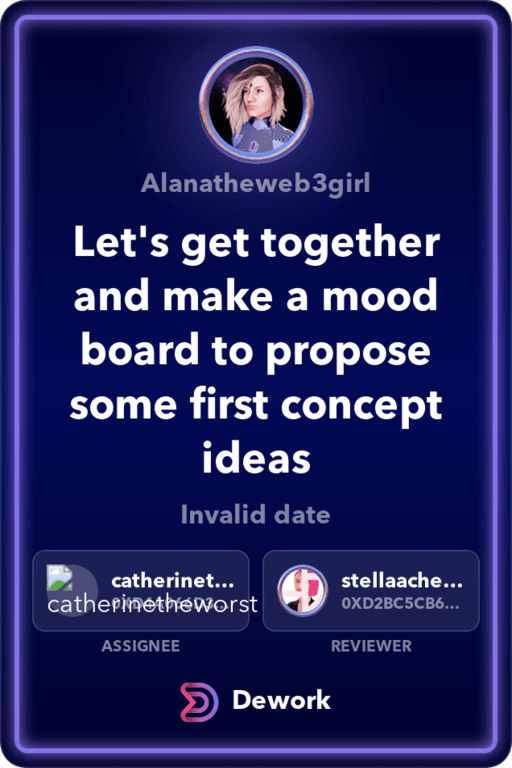 Alanatheweb3girl
Let's get together
and make a mood
board to propose
some first concept
ideas
Invalid date
catherinet...
catherinetheworst
stellaache...
0XD2BC5CB6...
ASSIGNEE
REVIEWER
Dework